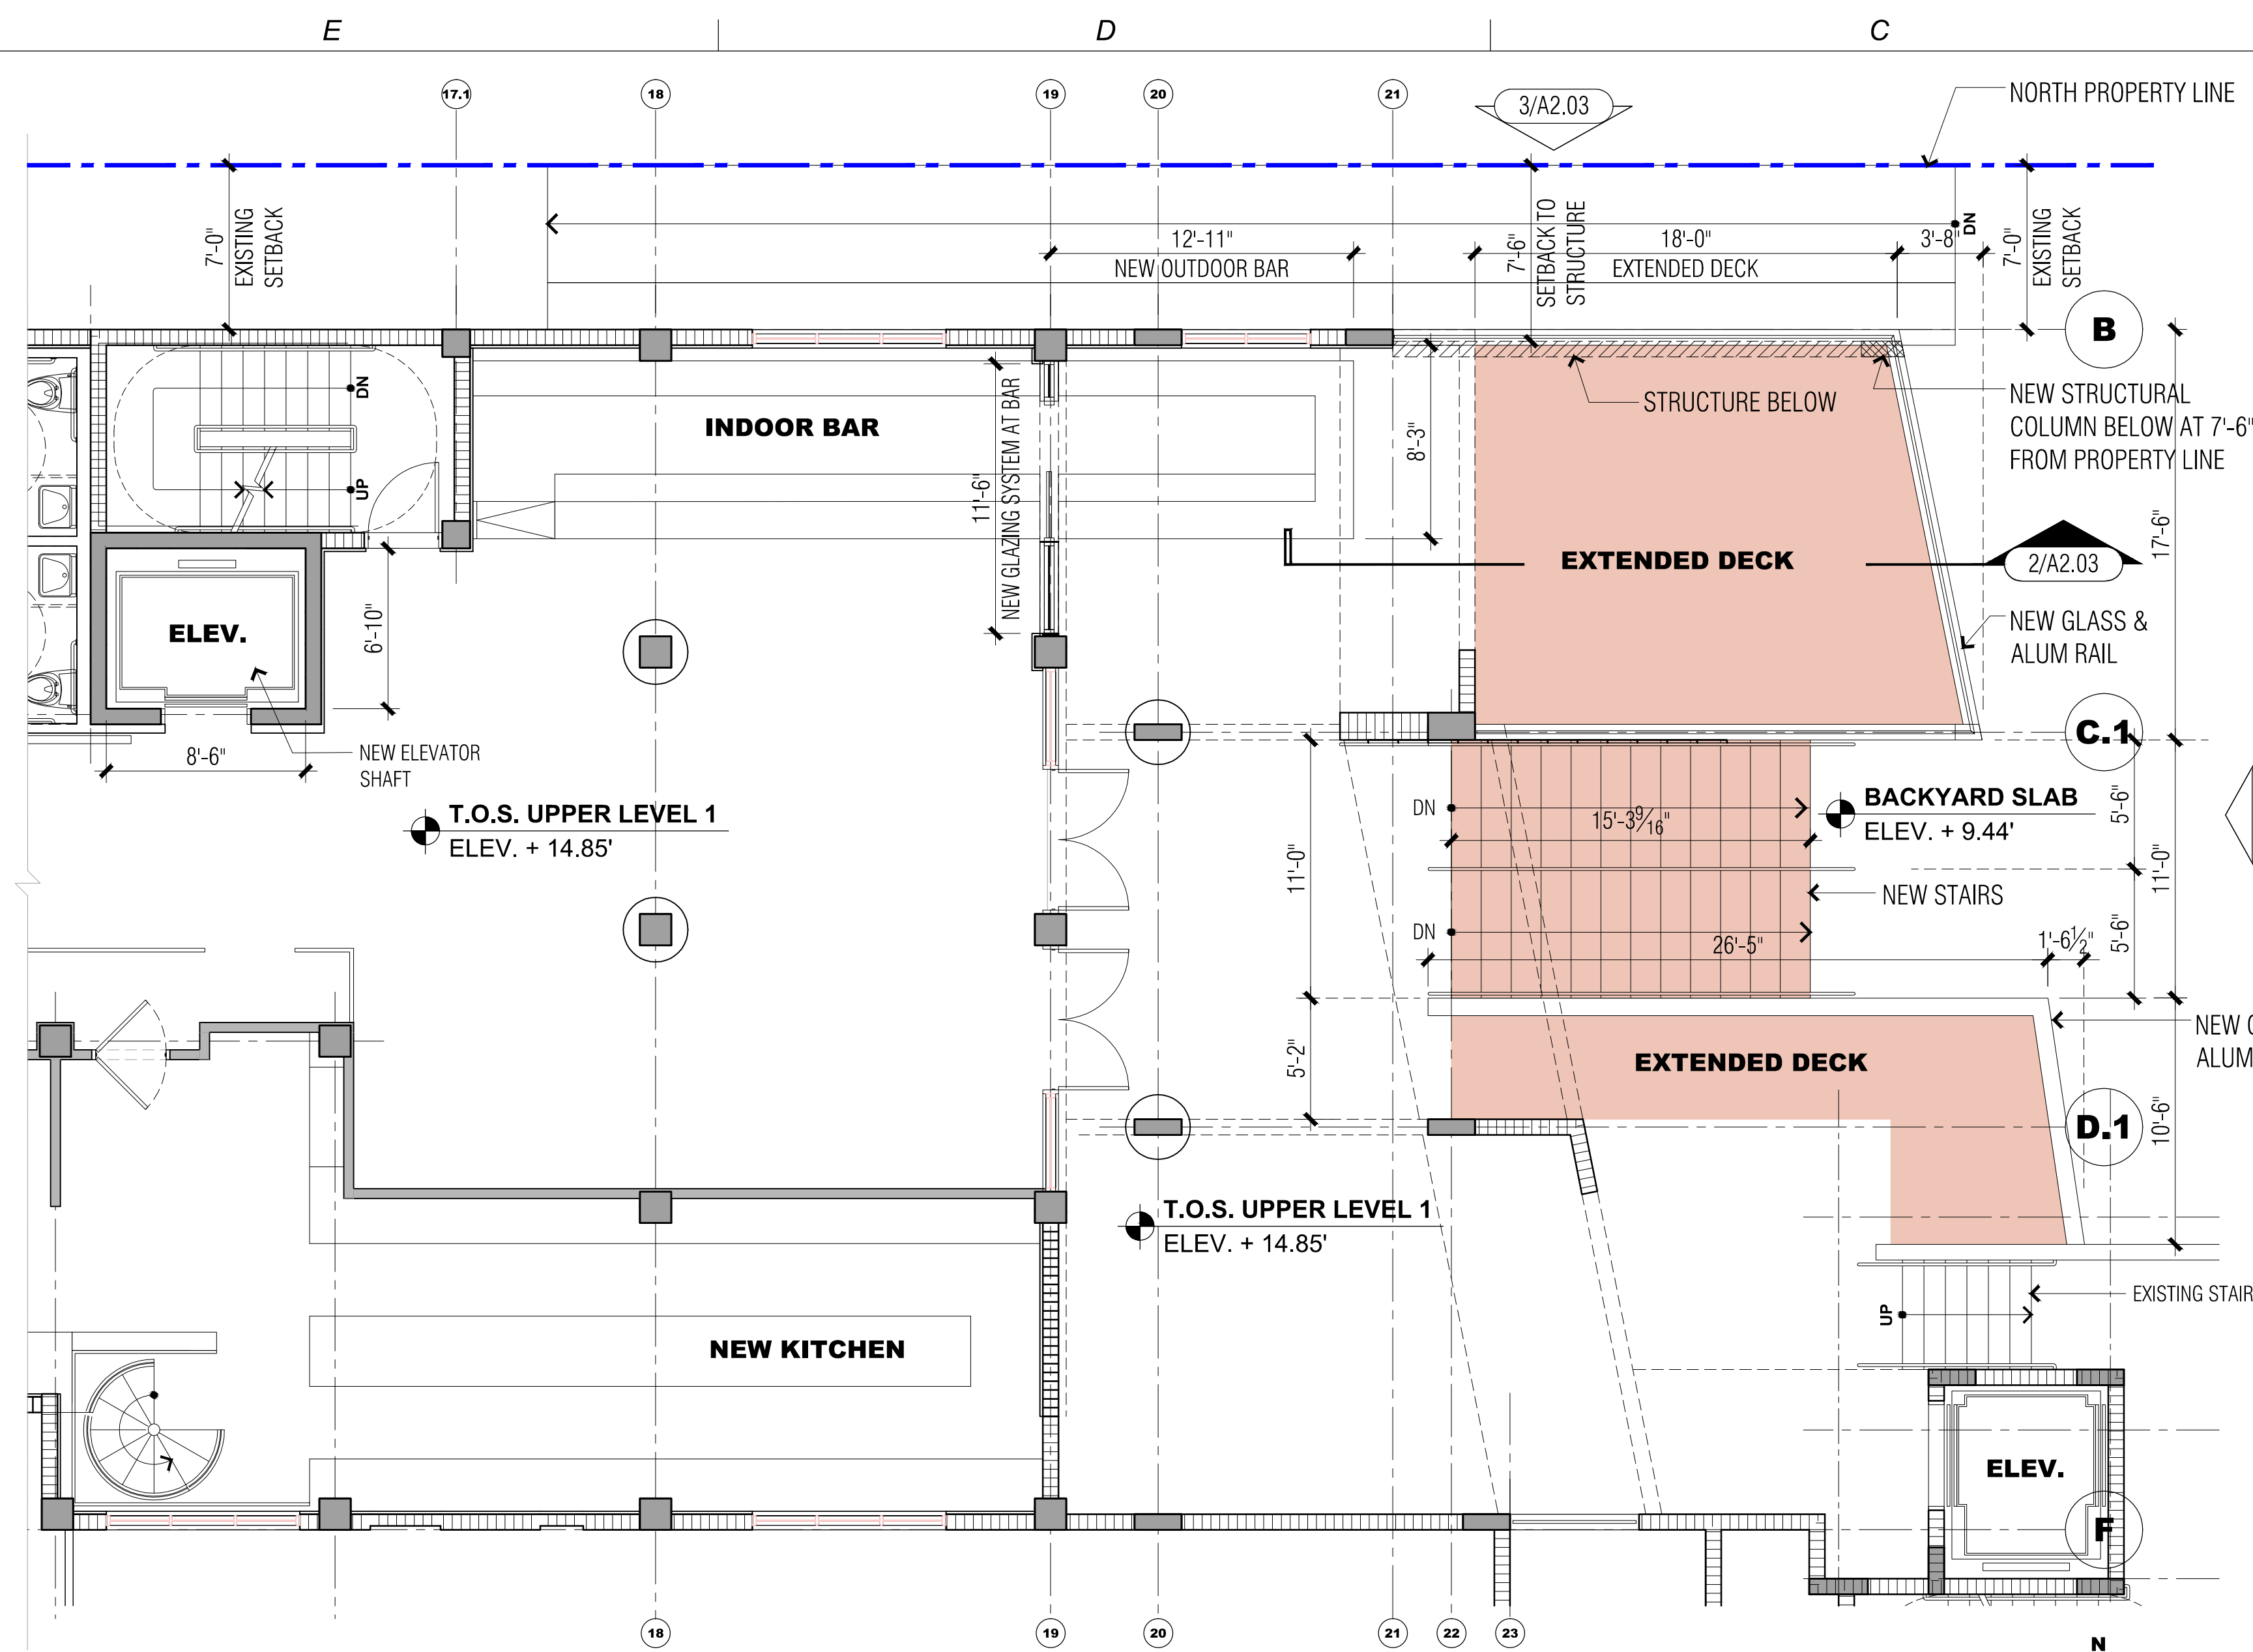 E
D
C
17.1
18
19
20
21
3/A2.03
NORTH PROPERTY LINE
7'-0"
EXISTING
SETBACK
12'-11"
NEW OUTDOOR BAR
7'-6"
SETBACK TO
STRUCTURE
18'-0"
EXTENDED DECK
3'-8"
DN
7'-0"
EXISTING
SETBACK
B
DN
UP
INDOOR BAR
11'-6"
NEW GLAZING SYSTEM AT BAR
8'-3"
STRUCTURE BELOW
NEW STRUCTURAL
COLUMN BELOW AT 7'-6"
FROM PROPERTY LINE
17'-6"
EXTENDED DECK
2/A2.03
ELEV.
6'-10"
NEW GLASS &
ALUM RAIL
8'-6"
NEW ELEVATOR
SHAFT
C.1
T.O.S. UPPER LEVEL 1
ELEV. + 14.85'
DN
15'-3 9/16"
BACKYARD SLAB
ELEV. + 9.44'
5'-6"
11'-0"
11'-0"
NEW STAIRS
DN
26'-5"
1'-6 1/2"
5'-6"
5'-2"
EXTENDED DECK
ALUM
D.1
10'-6"
T.O.S. UPPER LEVEL 1
ELEV. + 14.85'
UP
EXISTING STAIR
NEW KITCHEN
ELEV.
F
18
19
20
21
22
23
N